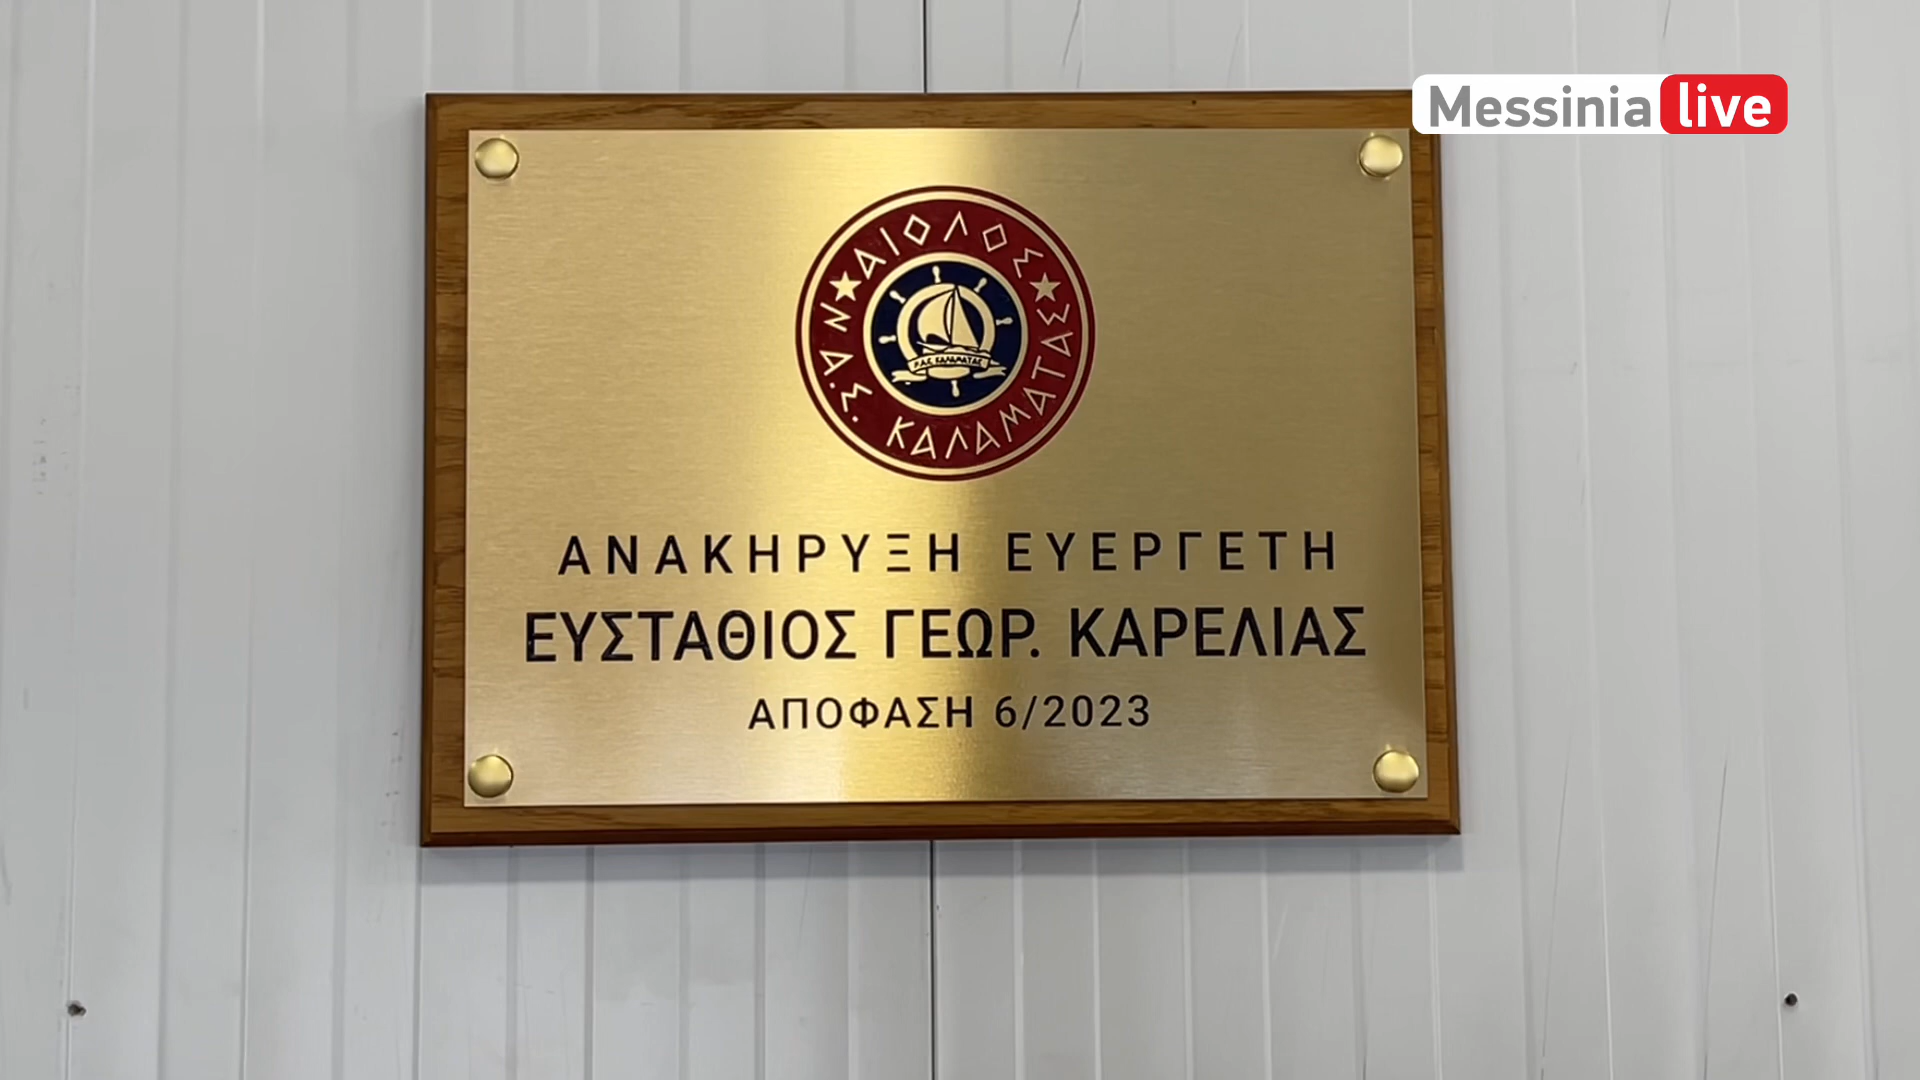 Messinia live
ΑΙΟΛΟΣ
Ν.Α.Σ. ΚΑΛΑΜΑΤΑΣ
ΑΝΑΚΗΡΥΞΗ ΕΥΕΡΓΕΤΗ
ΕΥΣΤΑΘΙΟΣ ΓΕΩΡ. ΚΑΡΕΛΙΑΣ
ΑΠΟΦΑΣΗ 6/2023